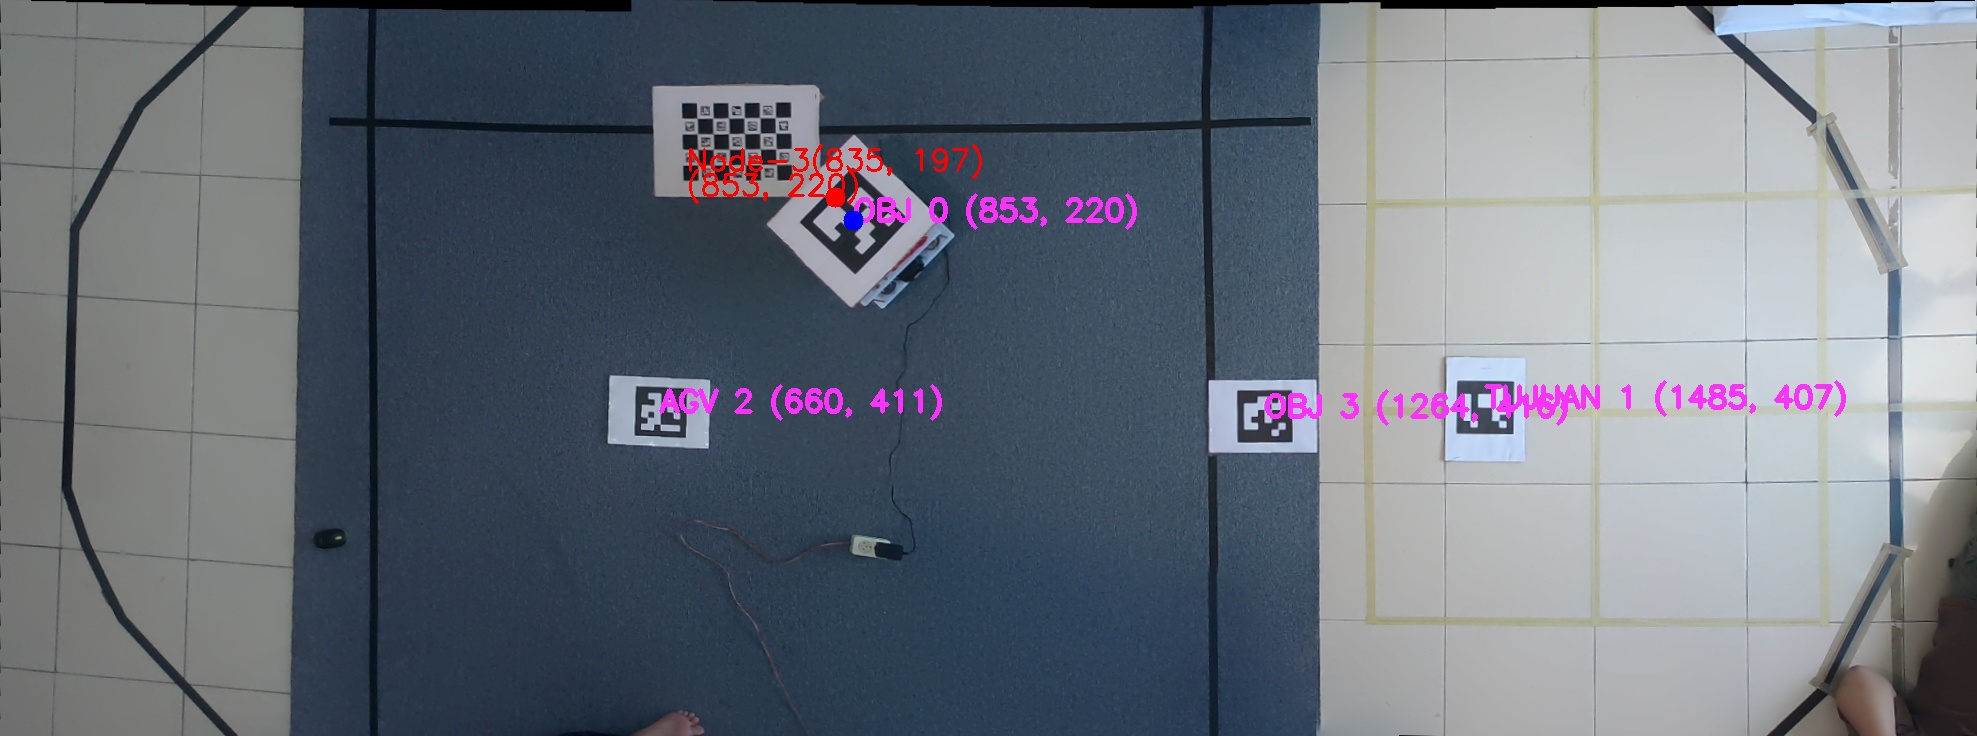 Node-3(835, 197)
(853, 220)
OBJ 0 (853, 220)
AGV 2 (660, 411)
OBJ 3 (1264, 416)
TUJUAN 1 (1485, 407)